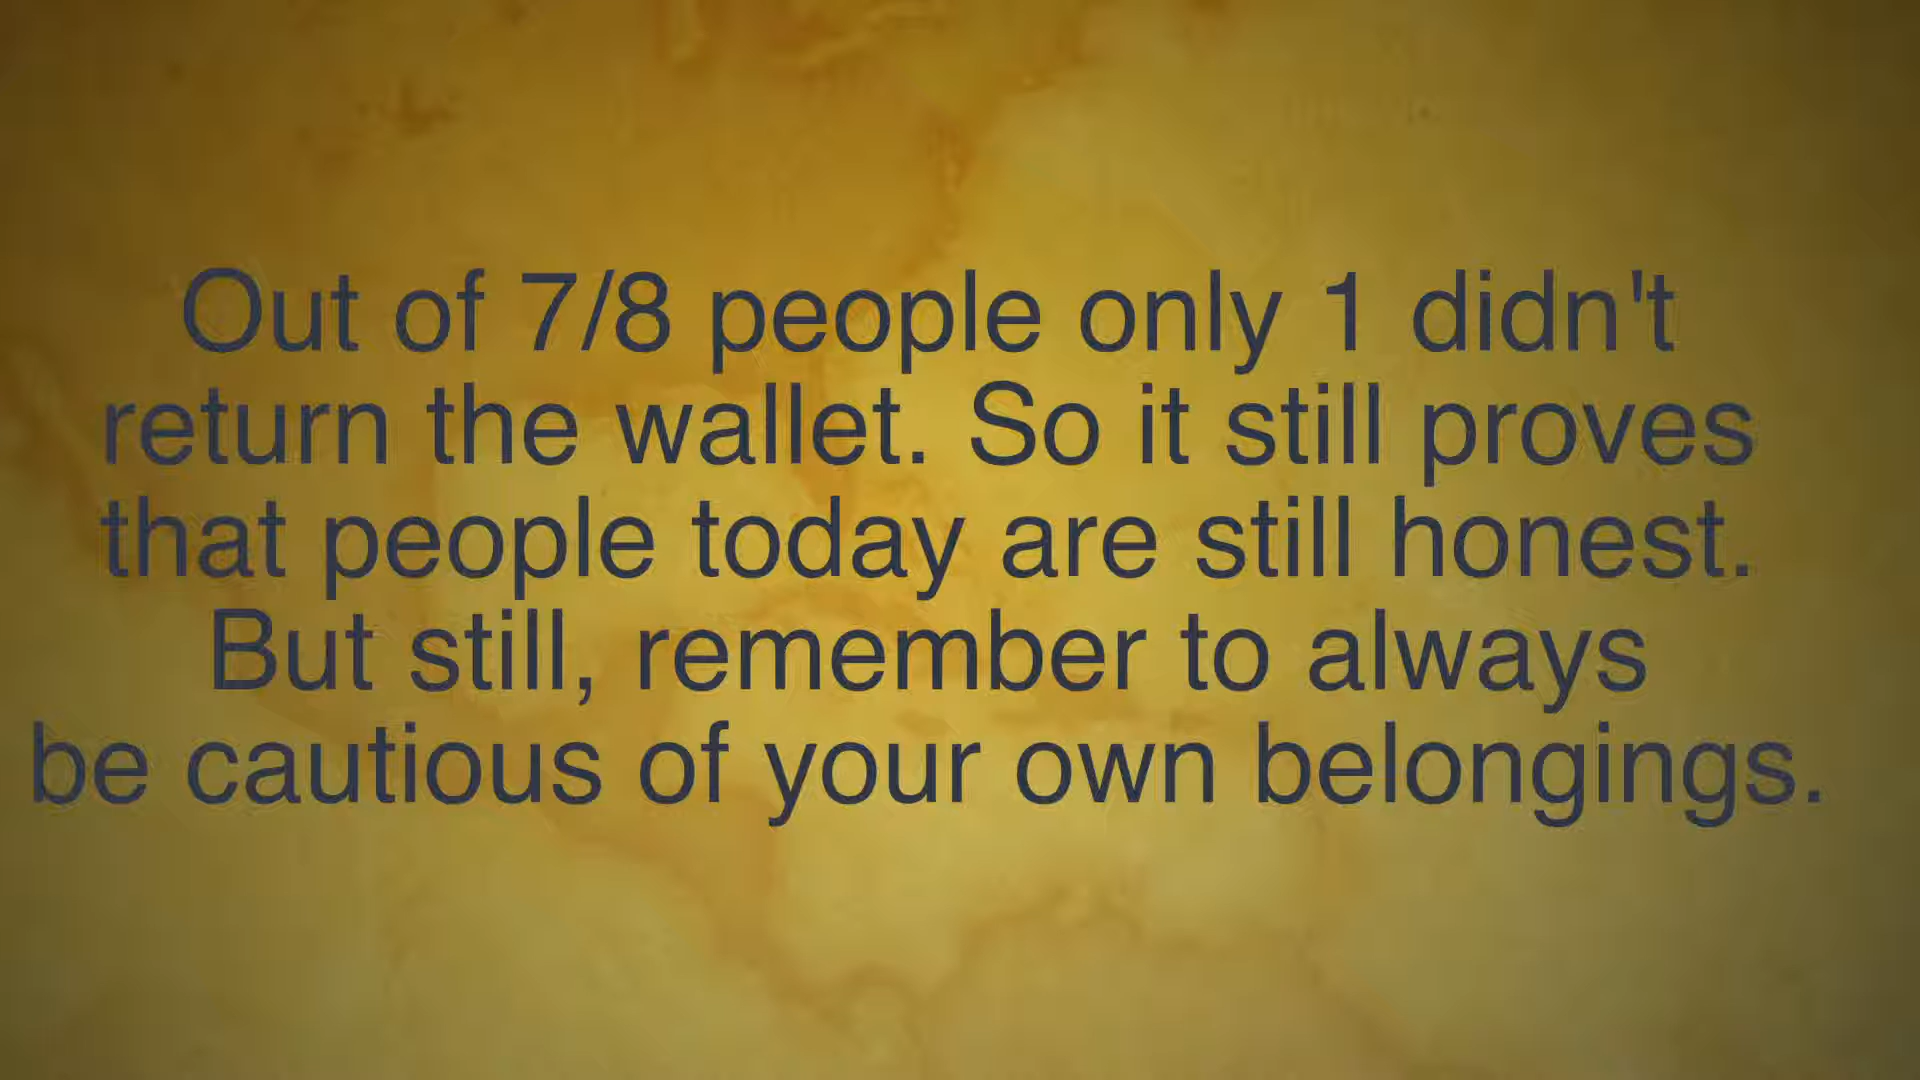 Out of 7/8 people only 1 didn't
return the wallet. So it still proves
that people today are still honest.
But still, remember to always
be cautious of your own belongings.